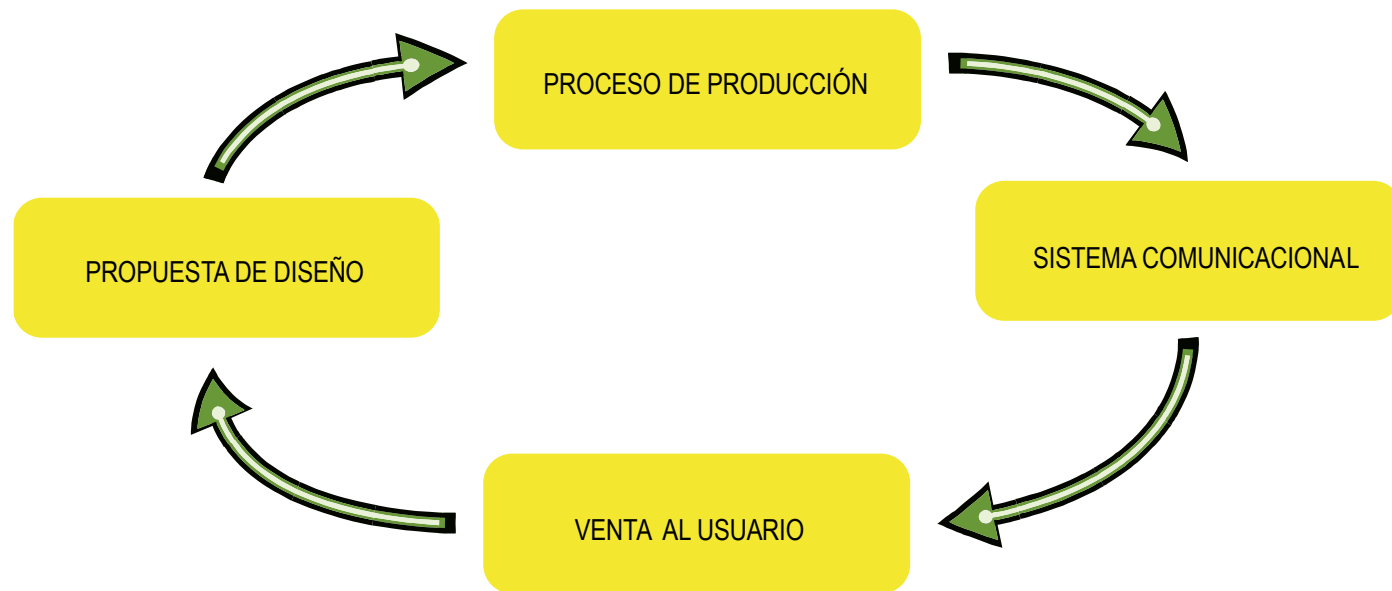 PROCESO DE PRODUCCIÓN
SISTEMA COMUNICACIONAL
PROPUESTA DE DISEÑO
VENTA AL USUARIO